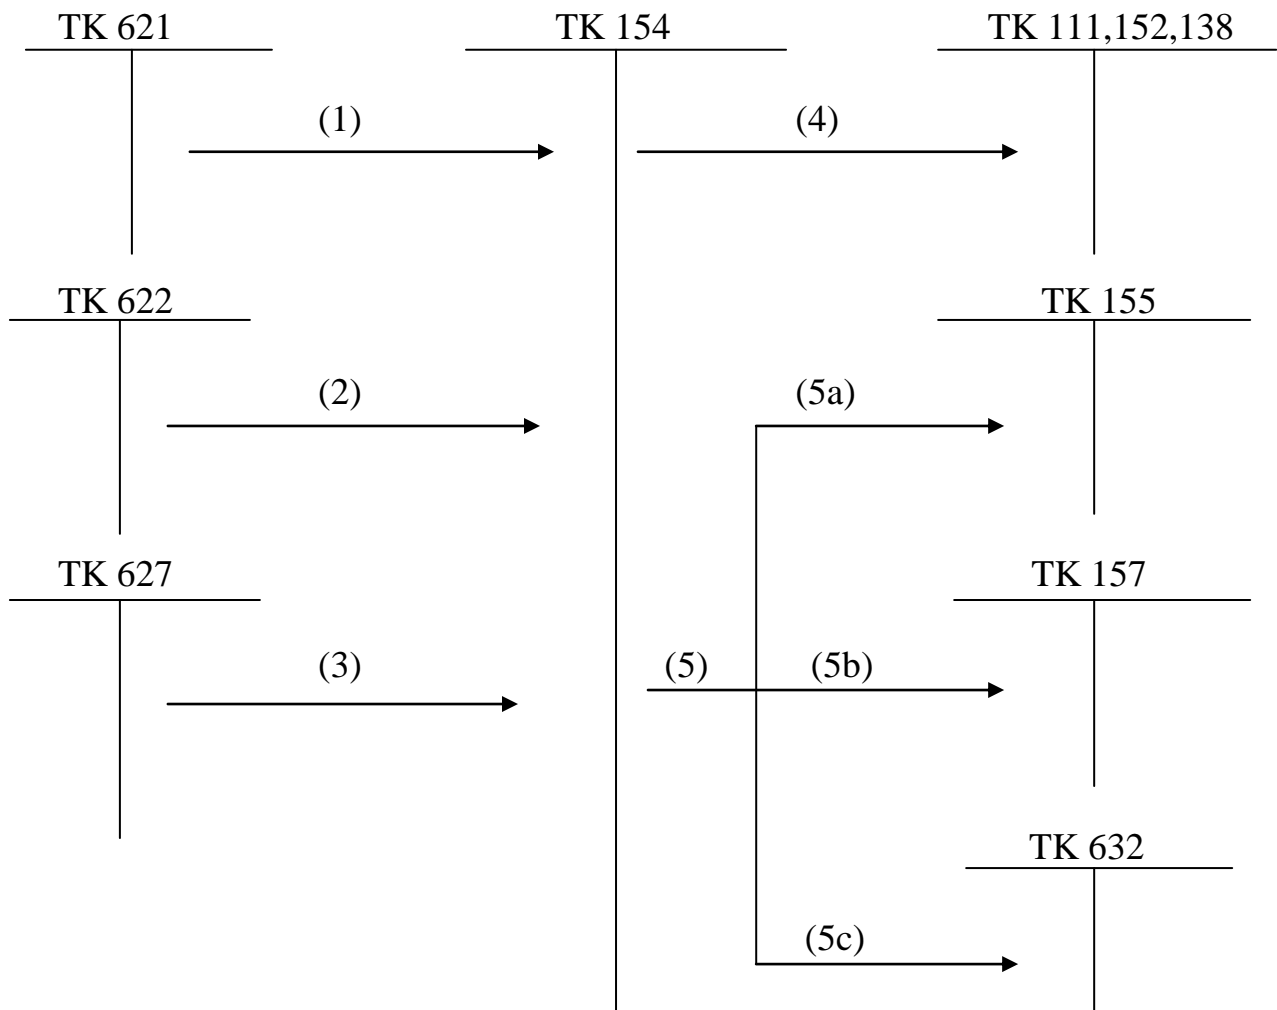 TK 621 TK 154 TK 111,152,138
(1) (4)
TK 622 TK 155
(2) (5a)
TK 627 TK 157
(3) (5) (5b)
TK 632
(5c)